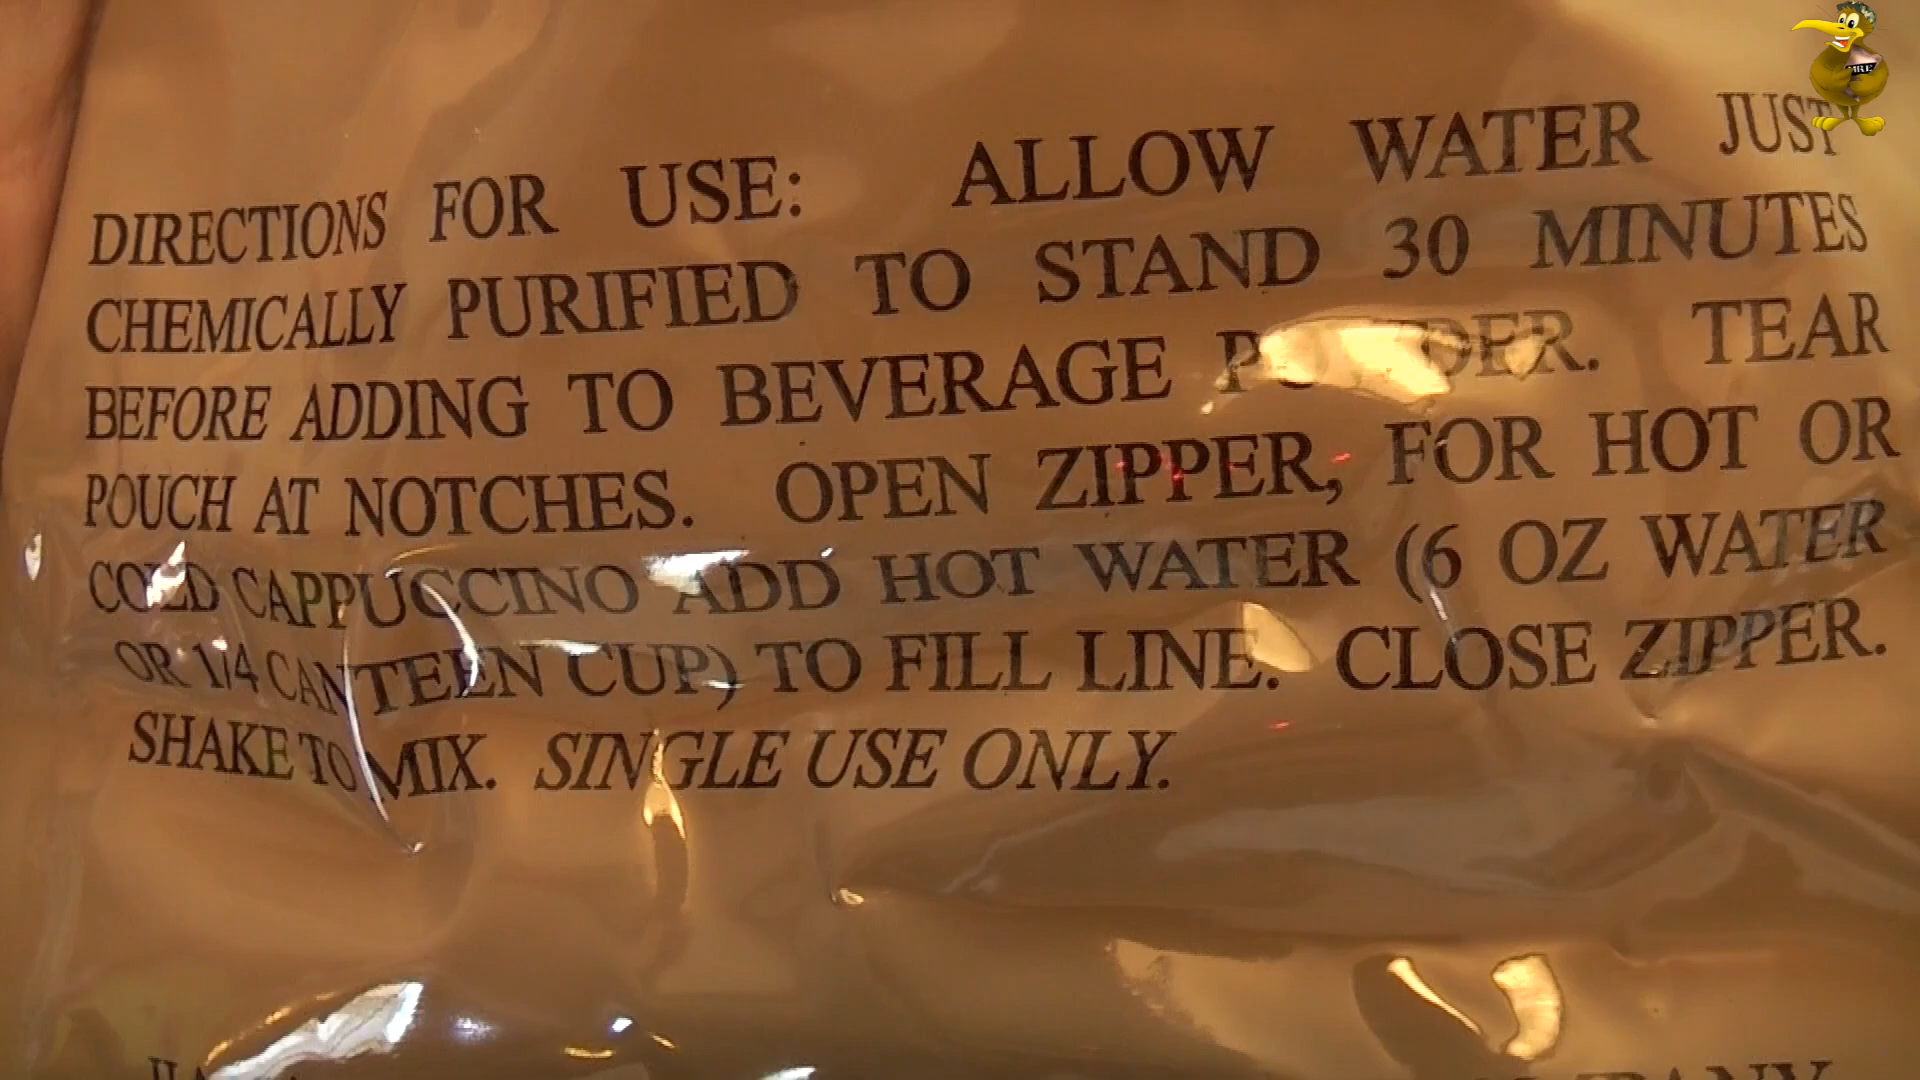 MRE
DIRECTIONS FOR USE: ALLOW WATER JUST
CHEMICALLY PURIFIED TO STAND 30 MINUTES
BEFORE ADDING TO BEVERAGE POWDER. TEAR
POUCH AT NOTCHES. OPEN ZIPPER, FOR HOT OR
COLD CAPPUCCINO ADD HOT WATER (6 OZ WATER
OR 1/4 CANTEEN CUP) TO FILL LINE. CLOSE ZIPPER.
SHAKE TO MIX. SINGLE USE ONLY.